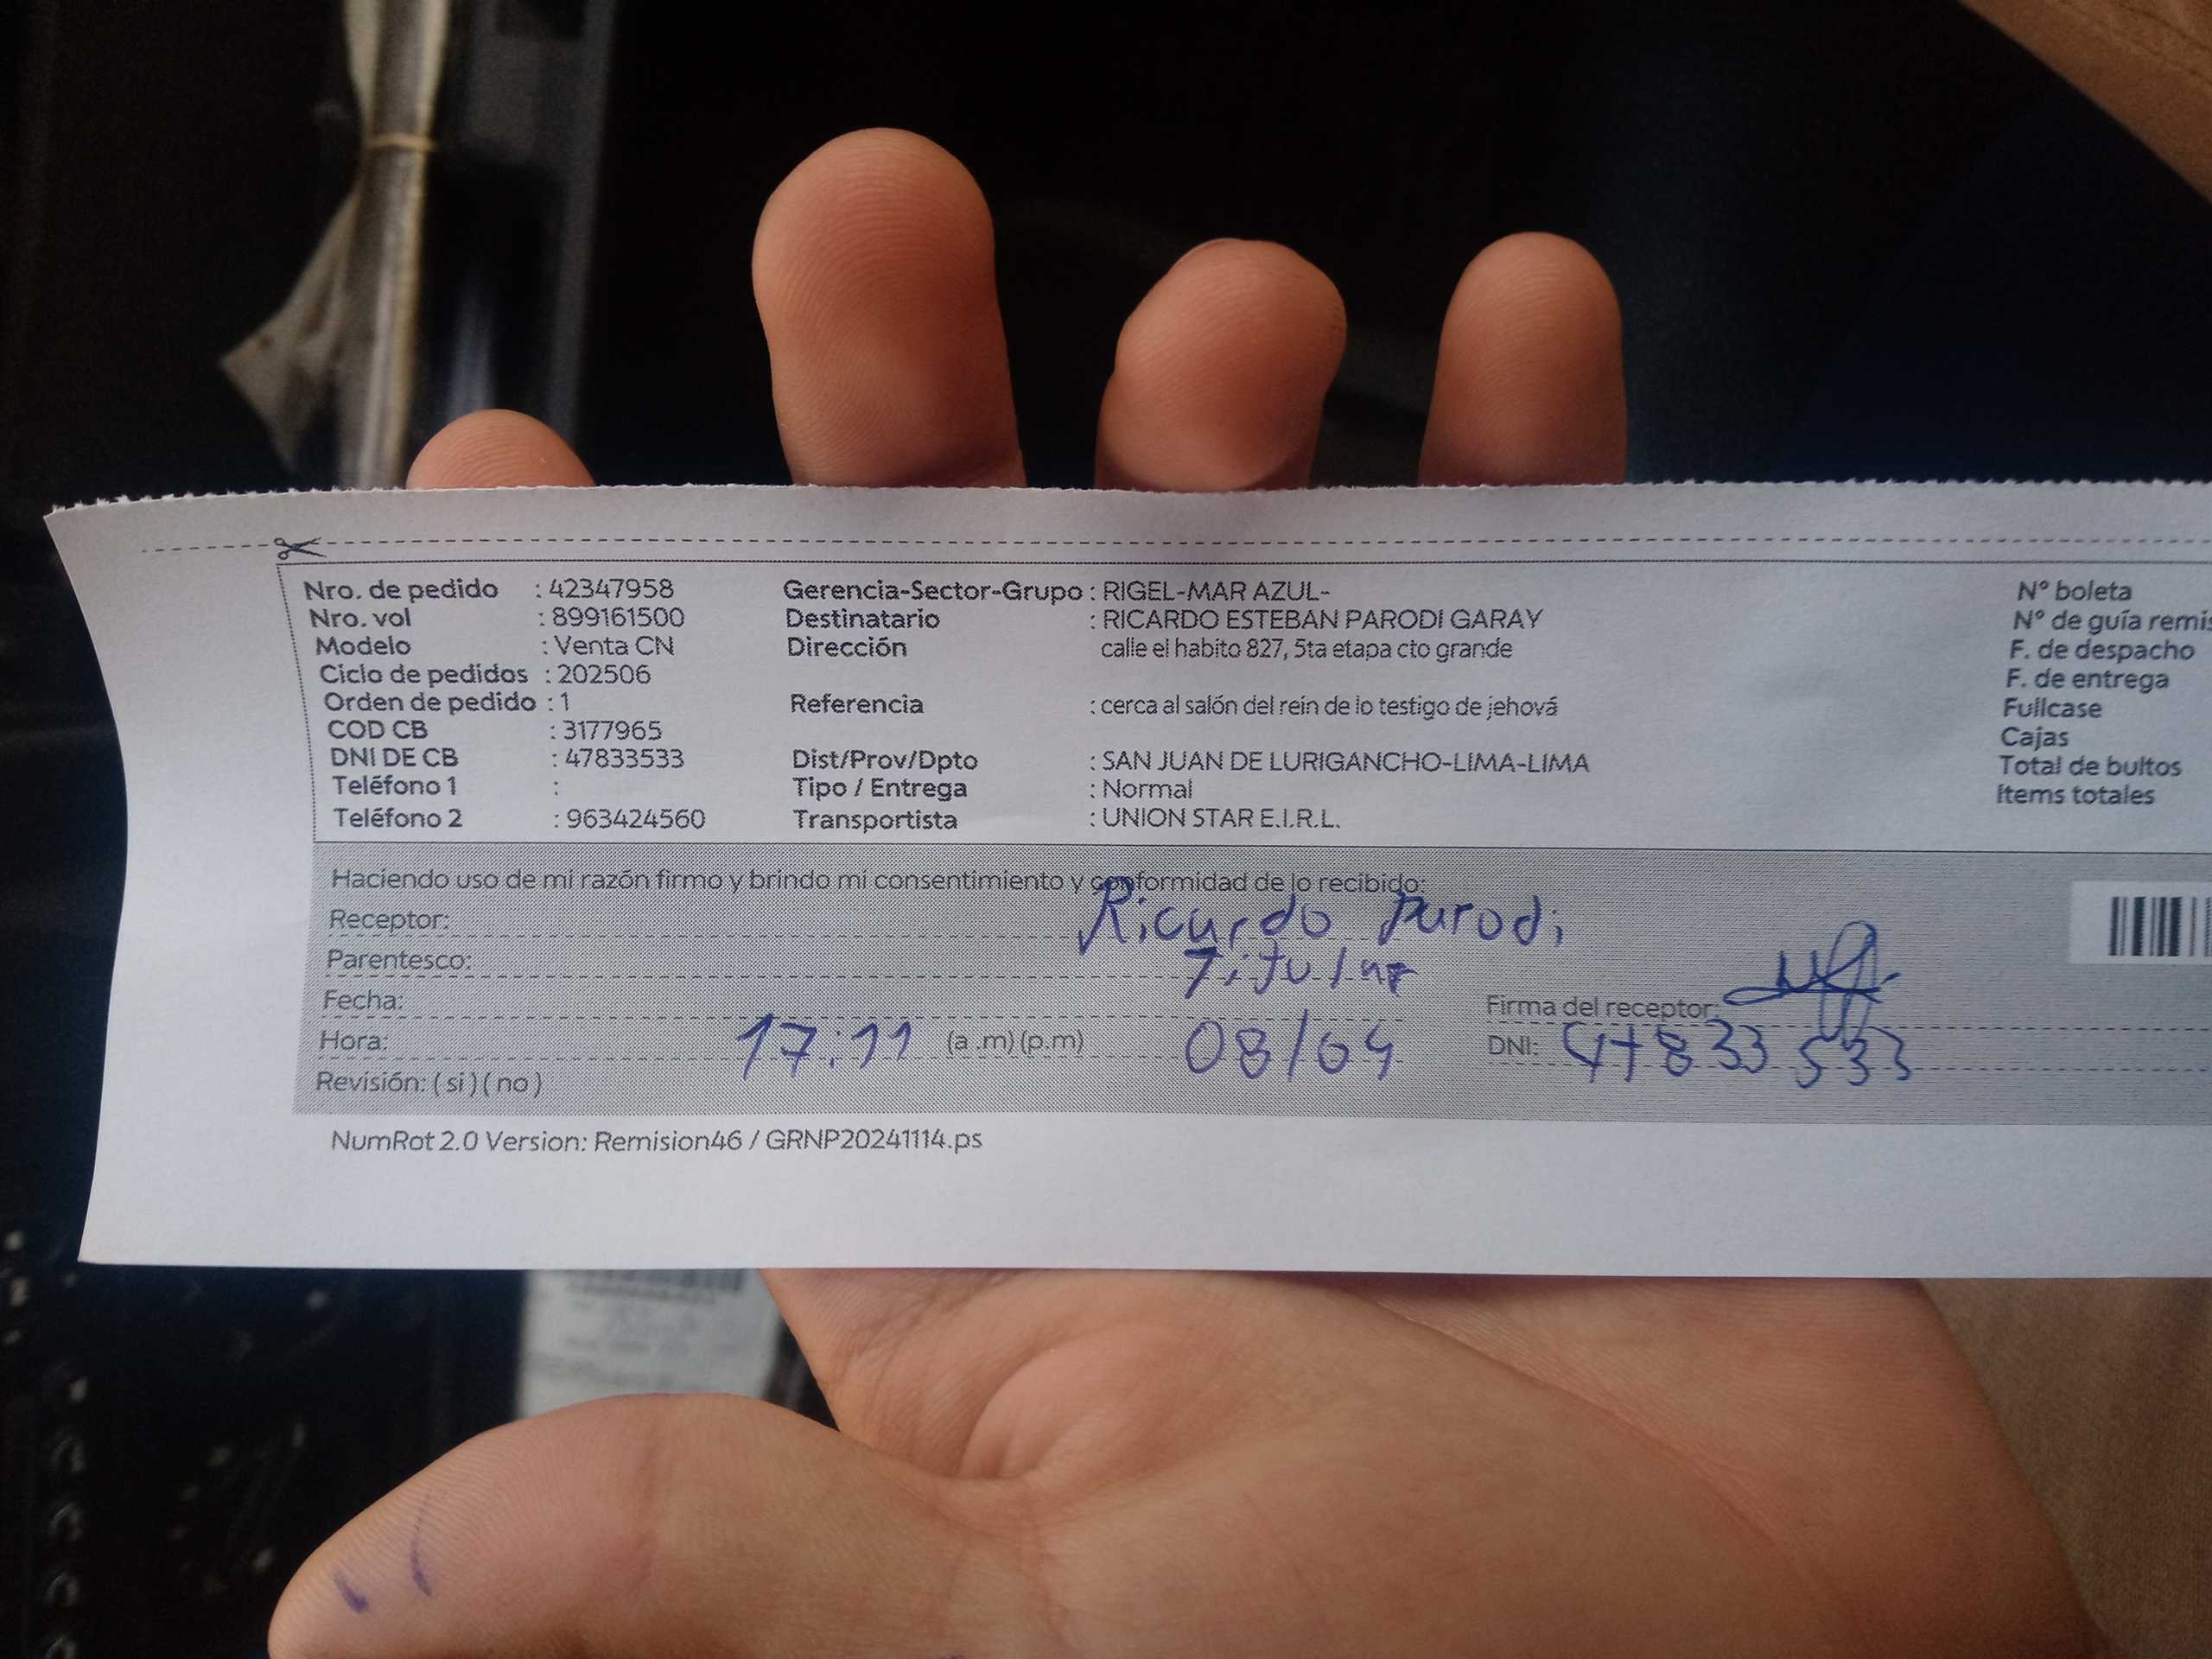 Nro. de pedido : 42347958
Nro. vol : 899161500
Modelo : Venta CN
Ciclo de pedidos : 202506
Orden de pedido : 1
COD CB : 3177965
DNI DE CB : 47833533
Teléfono 1 :
Teléfono 2 : 963424560
Gerencia-Sector-Grupo : RIGEL-MAR AZUL-
Destinatario : RICARDO ESTEBAN PARODI GARAY
Dirección calle el habito 827, 5ta etapa cto grande
Referencia : cerca al salón del rein de lo testigo de jehová
Dist/Prov/Dpto : SAN JUAN DE LURIGANCHO-LIMA-LIMA
Tipo / Entrega : Normal
Transportista : UNION STAR E.I.R.L.
N° boleta
N° de guía remis
F. de despacho
F. de entrega
Fullcase
Cajas
Total de bultos
Items totales
Haciendo uso de mi razón firmo y brindo mi consentimiento y conformidad de lo recibido:
Receptor: Ricardo Parodi
Parentesco: Titular
Fecha:
Firma del receptor:
Hora: 17:11 (a .m) (p.m) 08/04
DNI: 47833533
Revisión: ( si ) ( no )
NumRot 2.0 Version: Remision46 / GRNP20241114.ps